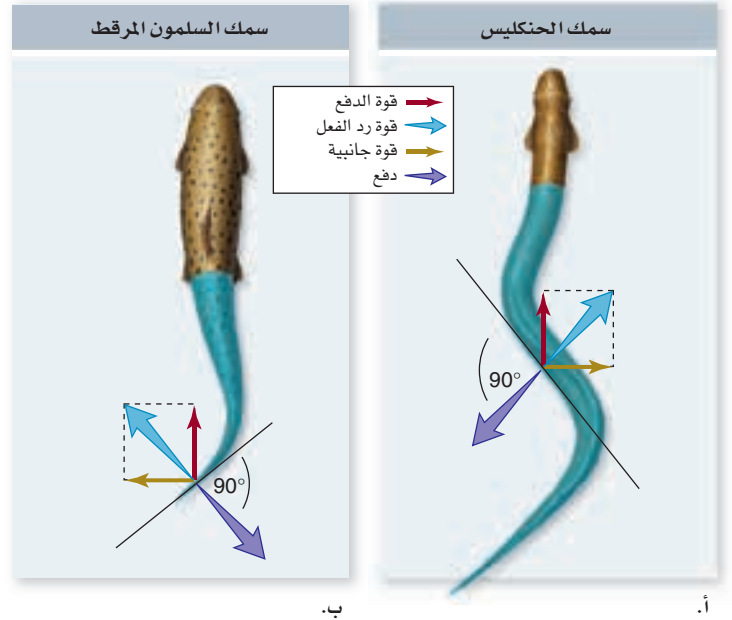 سمك الحنكليس
سمك السلمون المرقط
قوة الدفع
قوة رد الفعل
قوة جانبية
دفع
90°
90°
أ.
ب.